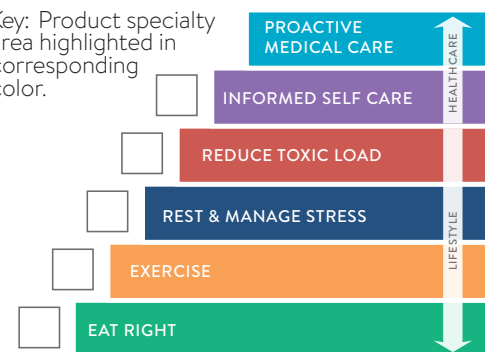 Key: Product specialty
area highlighted in
corresponding
color.
PROACTIVE
MEDICAL CARE
INFORMED SELF CARE
REDUCE TOXIC LOAD
REST & MANAGE STRESS
EXERCISE
EAT RIGHT
HEALTHCARE
LIFESTYLE